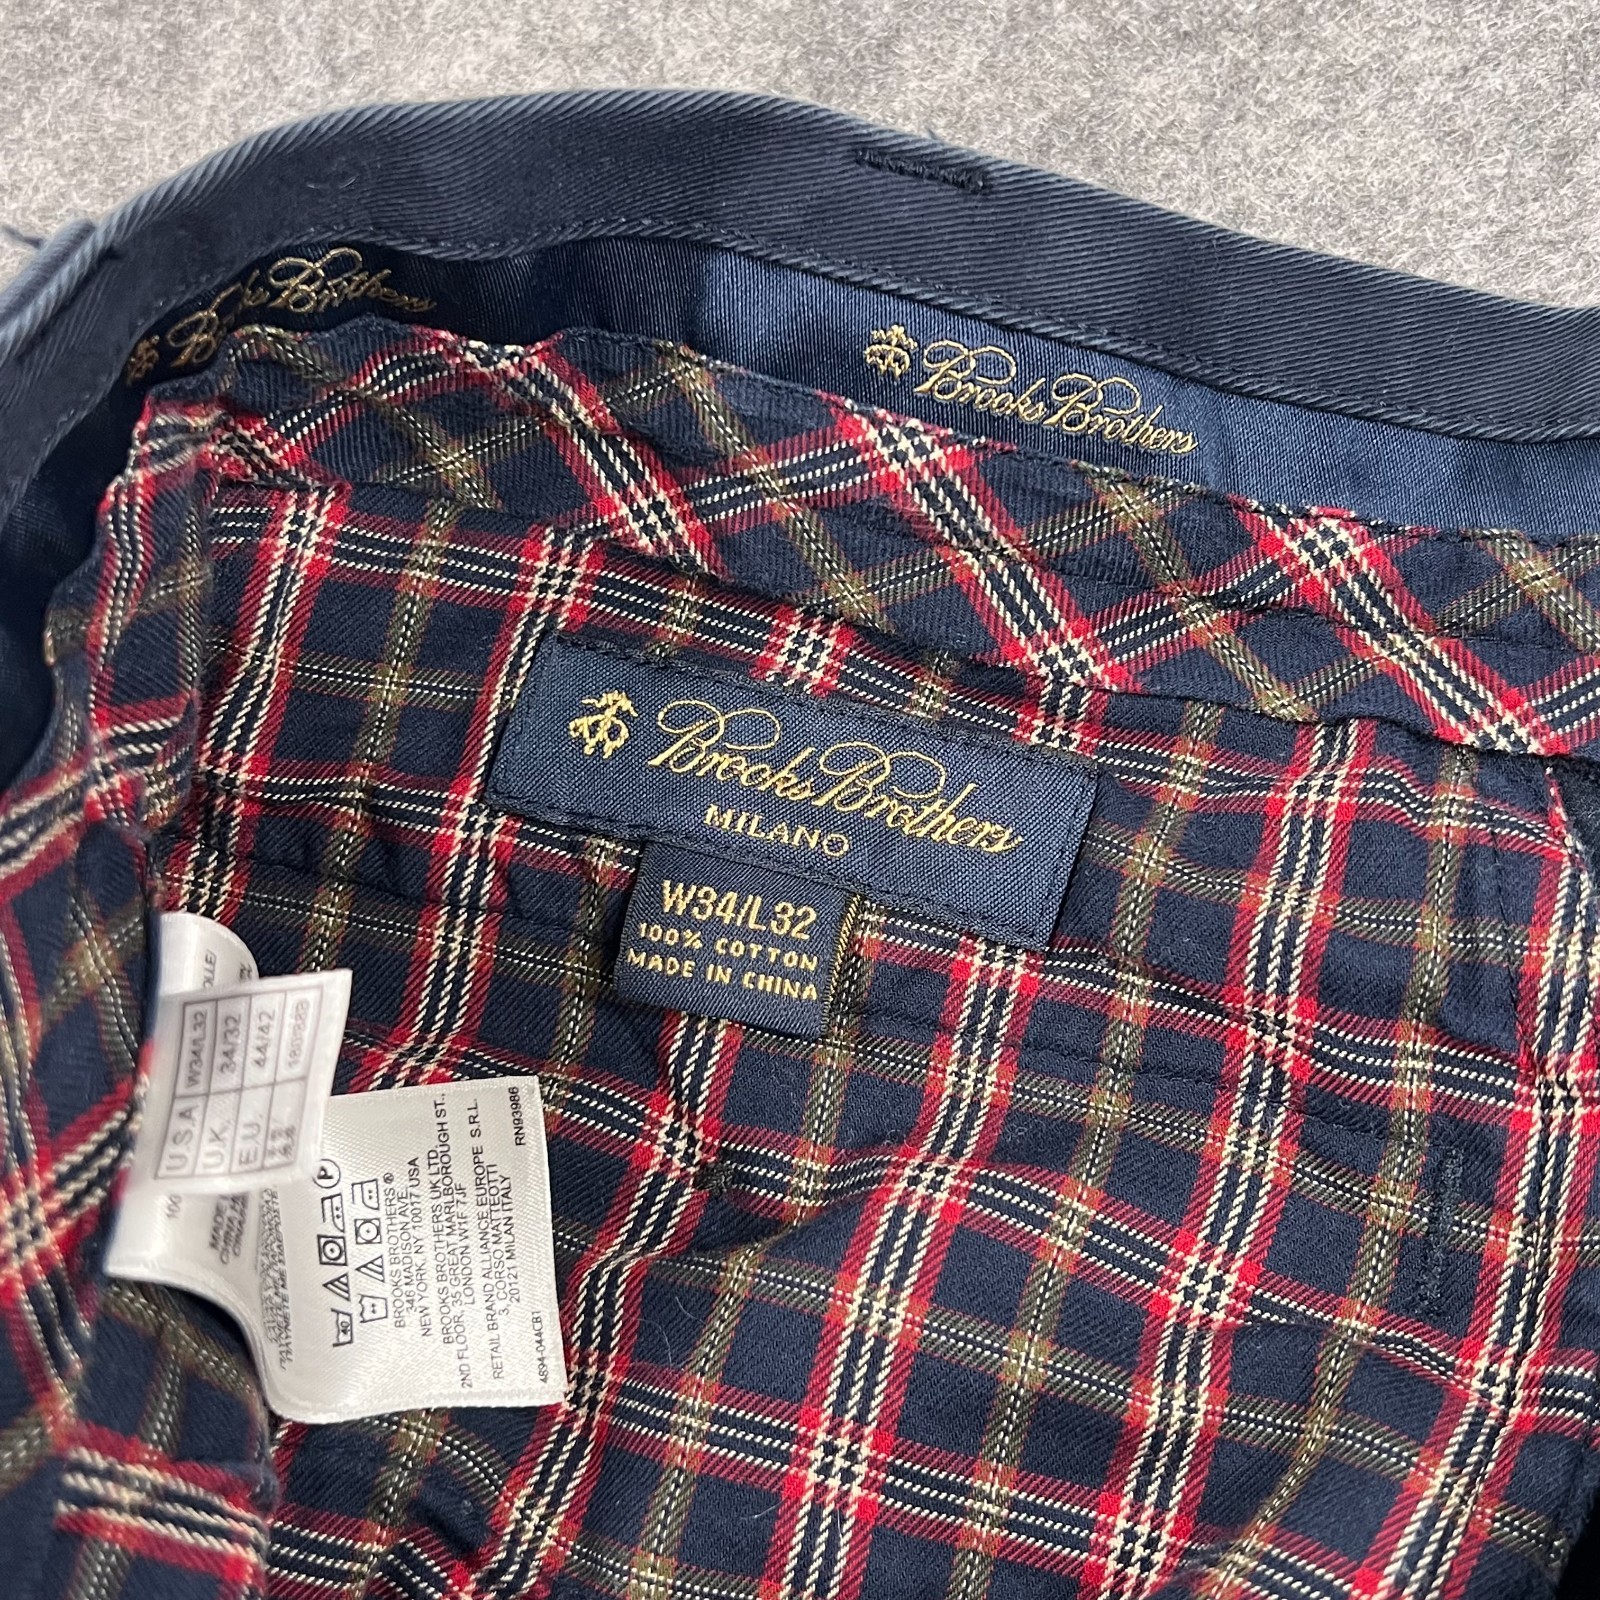 Brooks Brothers
Brooks Brothers
Brooks Brothers
MILANO
W34/L32
100% COTTON
MADE IN CHINA
U.S.A W34/L32
U.K. 34/32
E.U. 44/42
RN93986
BROOKS BROTHERS®
346 MADISON AVE.
NEW YORK, NY 10017 USA
BROOKS BROTHERS UK LTD
2ND FLOOR, 35 GREAT MARLBOROUGH ST.,
LONDON W1F 7JF
RETAIL BRAND ALLIANCE EUROPE S.R.L.
3, CORSO MATTEOTTI
20121 MILAN ITALY
4894-044CB1